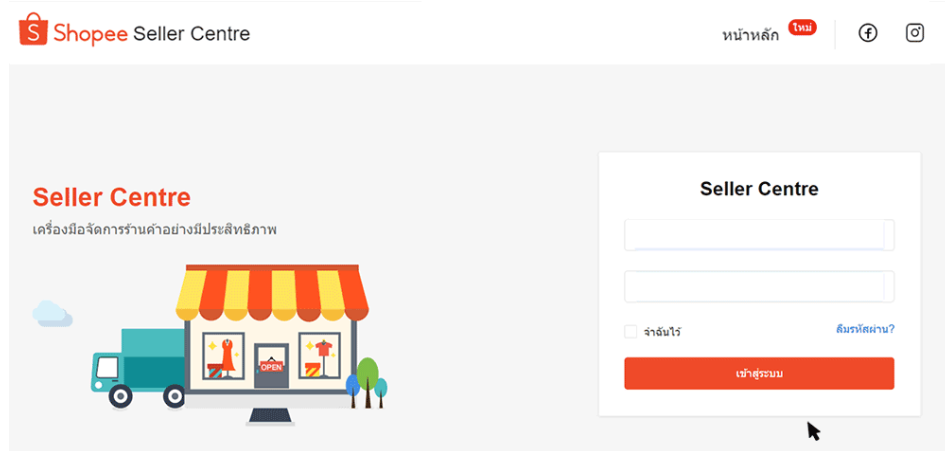 Shopee Seller Centre
หน้าหลัก ใหม่
Seller Centre
เครื่องมือจัดการร้านค้าอย่างมีประสิทธิภาพ
OPEN
Seller Centre
จำฉันไว้
ลืมรหัสผ่าน?
เข้าสู่ระบบ